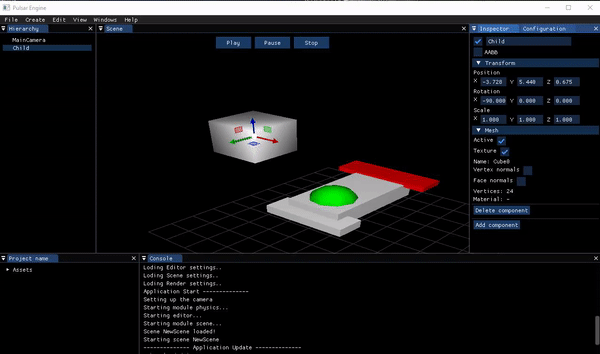 Pulsar Engine
File Create Edit View Windows Help
Hierarchy
MainCamera
Child
Scene
Play Pause Stop
Inspector Configuration
Child
AABB
Transform
Position
X -3.728 Y 5.440 Z 0.675
Rotation
X -90.000 Y 0.000 Z 0.000
Scale
X 1.000 Y 1.000 Z 1.000
Mesh
Active
Texture
Name: Cube0
Vertex normals
Face normals
Vertices: 24
Material: -
Delete component
Add component
Project name
Assets
Console
Loding Editor settings..
Loding Scene settings..
Loding Render settings..
Application Start --------------
Setting up the camera
Starting module physics...
Starting editor...
Starting module scene...
Scene NewScene loaded!
Starting scene NewScene
-------------- Application Update --------------